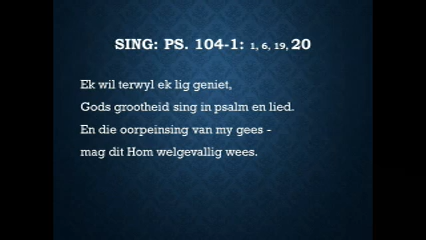 SING: PS. 104-1: 1, 6, 19, 20
Ek wil terwyl ek lig geniet,
Gods grootheid sing in psalm en lied.
En die oorpeinsing van my gees -
mag dit Hom welgevallig wees.